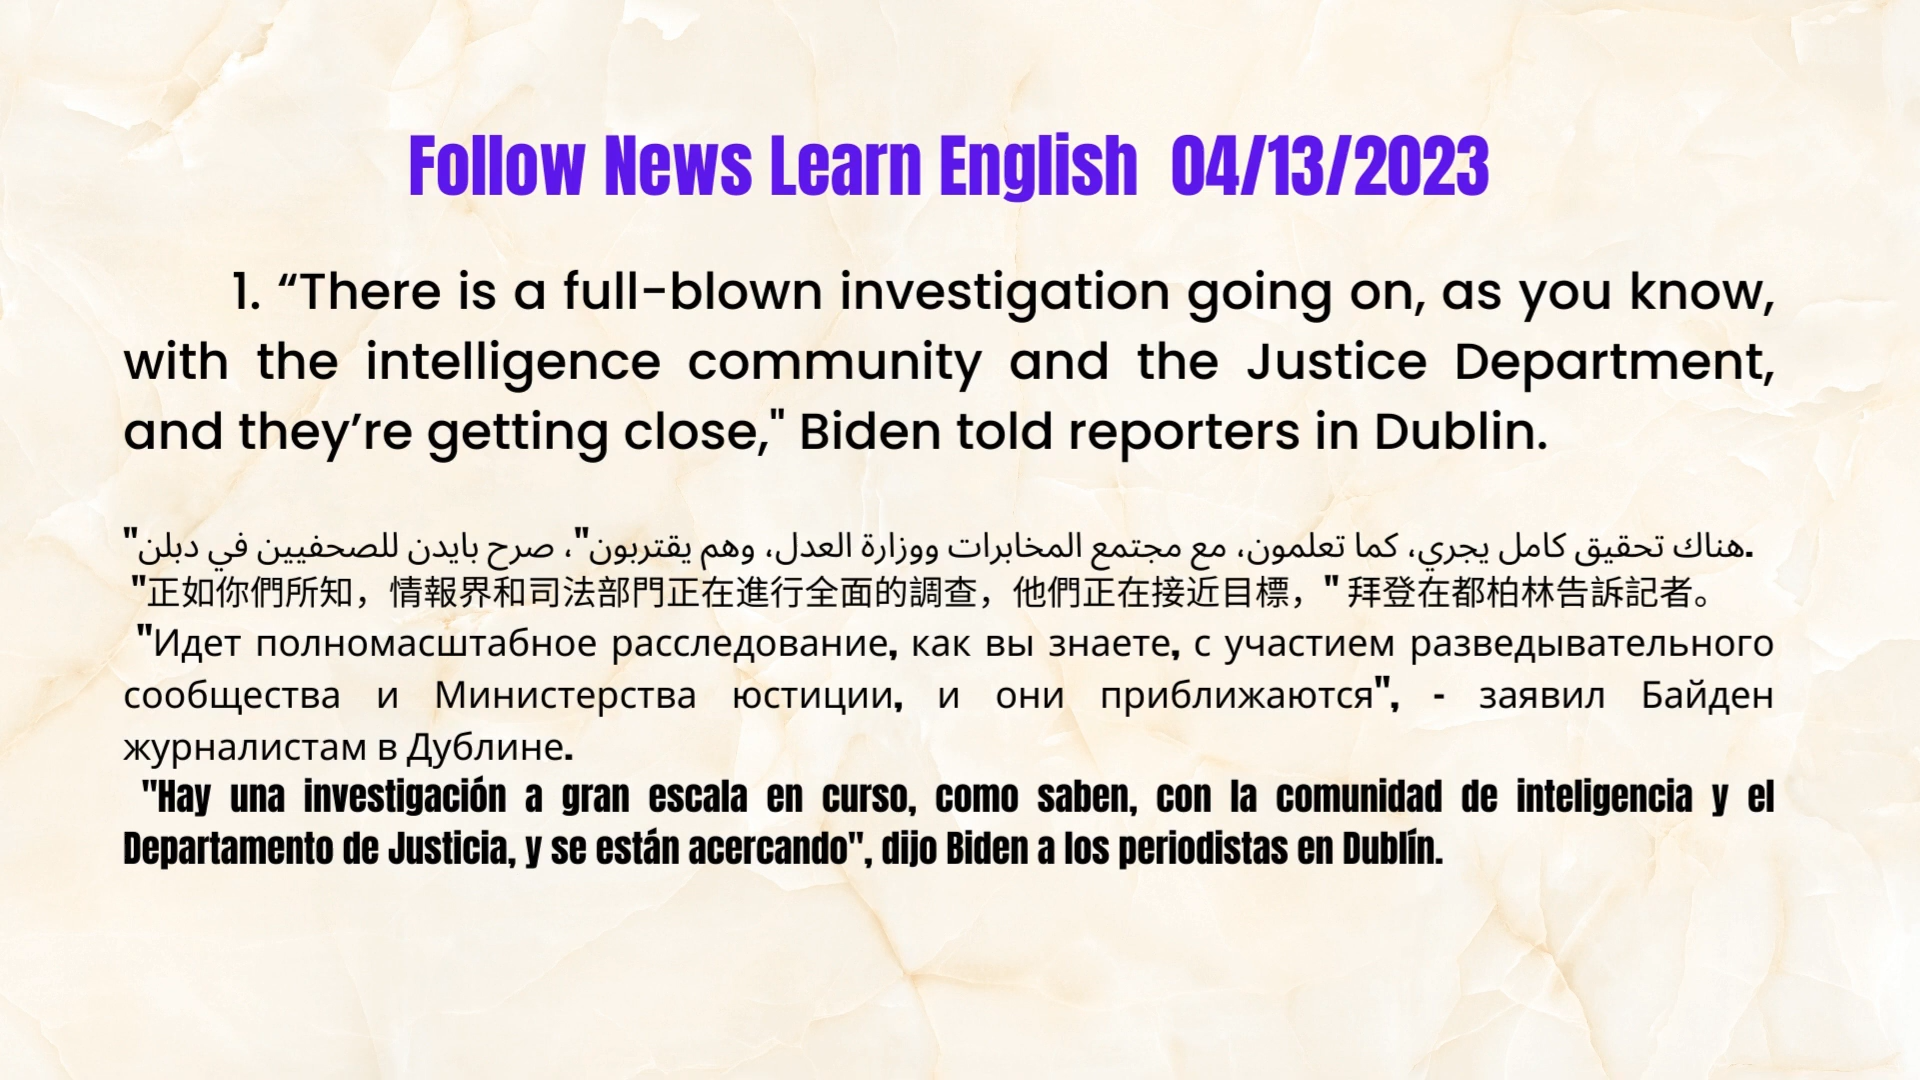 Follow News Learn English 04/13/2023
1. “There is a full-blown investigation going on, as you know,
with the intelligence community and the Justice Department,
and they’re getting close," Biden told reporters in Dublin.
"هناك تحقيق كامل يجري، كما تعلمون، مع مجتمع المخابرات ووزارة العدل، وهم يقتربون"، صرح بايدن للصحفيين في دبلن.
"正如你們所知，情報界和司法部門正在進行全面的調查，他們正在接近目標，" 拜登在都柏林告訴記者。
"Идет полномасштабное расследование, как вы знаете, с участием разведывательного
сообщества и Министерства юстиции, и они приближаются", - заявил Байден
журналистам в Дублине.
"Hay una investigación a gran escala en curso, como saben, con la comunidad de inteligencia y el
Departamento de Justicia, y se están acercando", dijo Biden a los periodistas en Dublín.